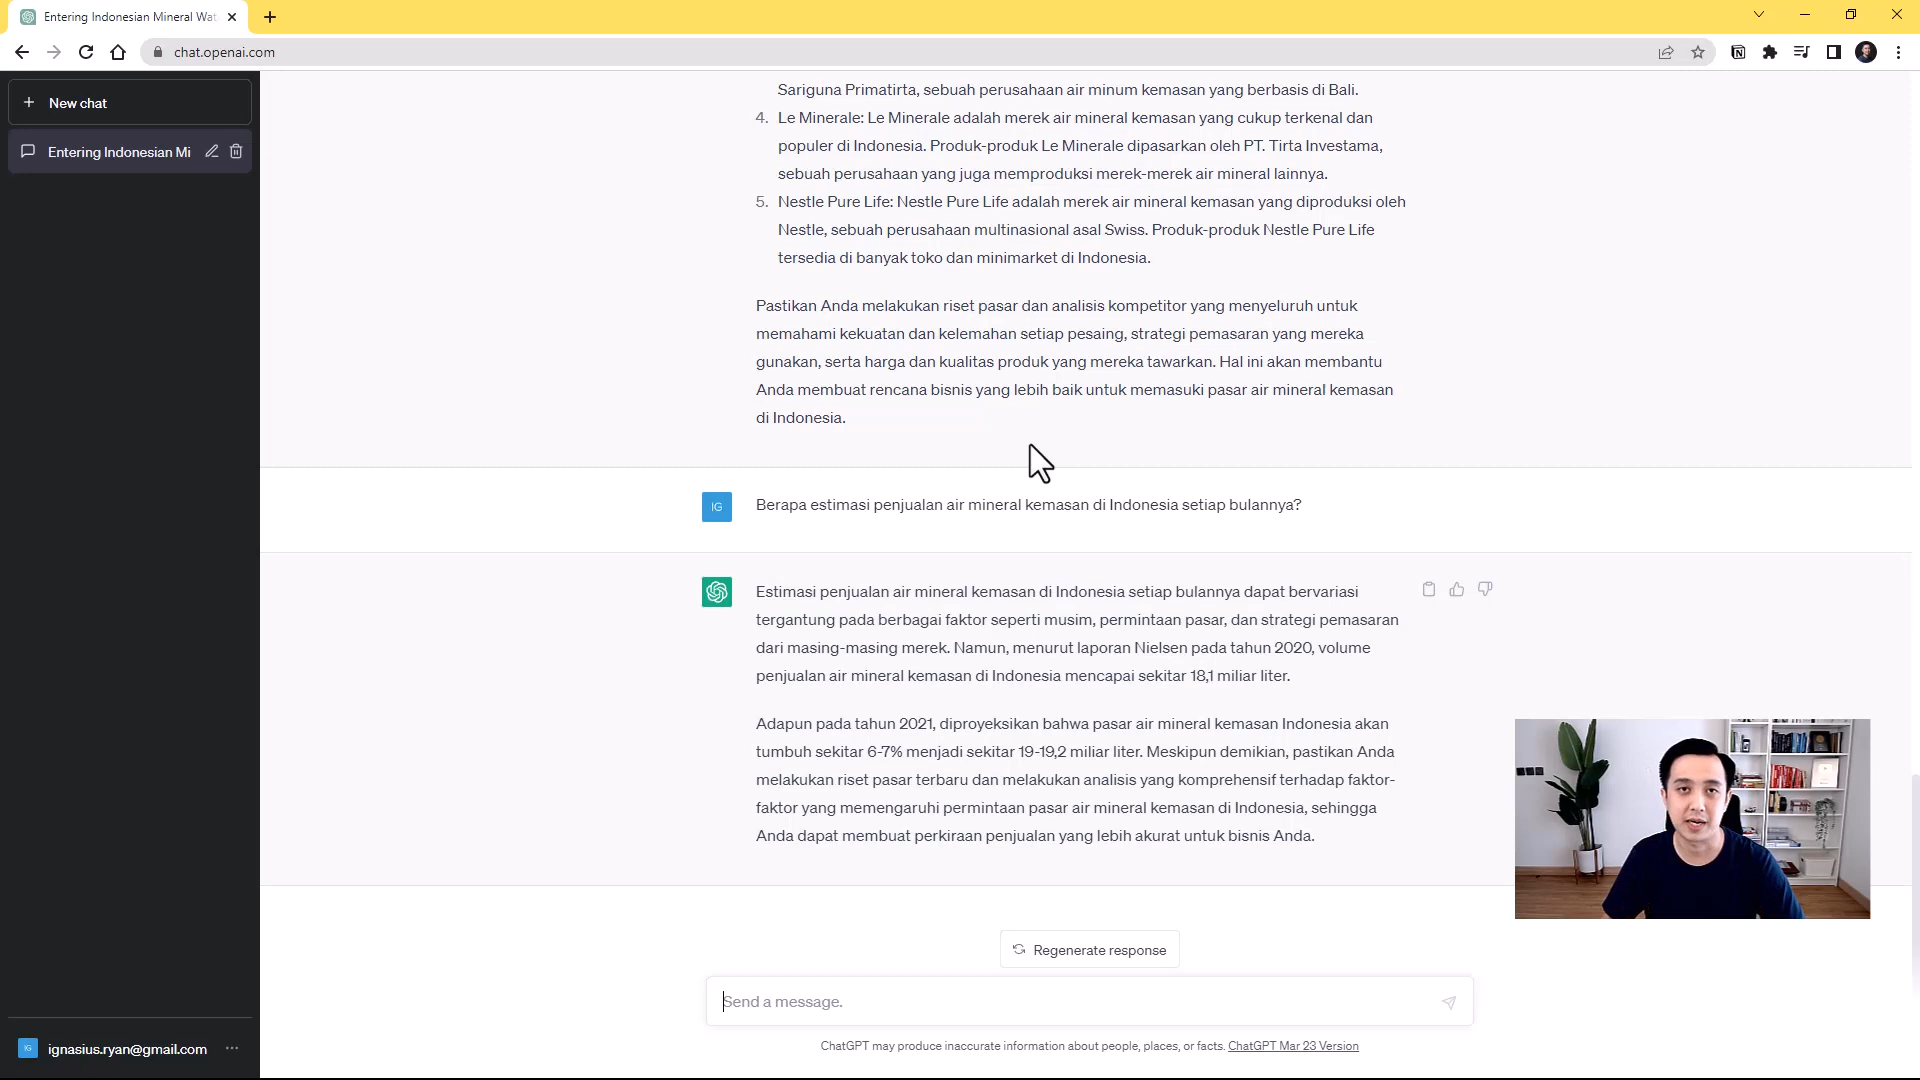 Entering Indonesian Mineral Wat
chat.openai.com
New chat
Entering Indonesian Mi
Sariguna Primatirta, sebuah perusahaan air minum kemasan yang berbasis di Bali.
4. Le Minerale: Le Minerale adalah merek air mineral kemasan yang cukup terkenal dan
populer di Indonesia. Produk-produk Le Minerale dipasarkan oleh PT. Tirta Investama,
sebuah perusahaan yang juga memproduksi merek-merek air mineral lainnya.
5. Nestle Pure Life: Nestle Pure Life adalah merek air mineral kemasan yang diproduksi oleh
Nestle, sebuah perusahaan multinasional asal Swiss. Produk-produk Nestle Pure Life
tersedia di banyak toko dan minimarket di Indonesia.
Pastikan Anda melakukan riset pasar dan analisis kompetitor yang menyeluruh untuk
memahami kekuatan dan kelemahan setiap pesaing, strategi pemasaran yang mereka
gunakan, serta harga dan kualitas produk yang mereka tawarkan. Hal ini akan membantu
Anda membuat rencana bisnis yang lebih baik untuk memasuki pasar air mineral kemasan
di Indonesia.
IG
Berapa estimasi penjualan air mineral kemasan di Indonesia setiap bulannya?
Estimasi penjualan air mineral kemasan di Indonesia setiap bulannya dapat bervariasi
tergantung pada berbagai faktor seperti musim, permintaan pasar, dan strategi pemasaran
dari masing-masing merek. Namun, menurut laporan Nielsen pada tahun 2020, volume
penjualan air mineral kemasan di Indonesia mencapai sekitar 18,1 miliar liter.
Adapun pada tahun 2021, diproyeksikan bahwa pasar air mineral kemasan Indonesia akan
tumbuh sekitar 6-7% menjadi sekitar 19-19,2 miliar liter. Meskipun demikian, pastikan Anda
melakukan riset pasar terbaru dan melakukan analisis yang komprehensif terhadap faktor-
faktor yang memengaruhi permintaan pasar air mineral kemasan di Indonesia, sehingga
Anda dapat membuat perkiraan penjualan yang lebih akurat untuk bisnis Anda.
Regenerate response
Send a message.
ChatGPT may produce inaccurate information about people, places, or facts. ChatGPT Mar 23 Version
IG
ignasius.ryan@gmail.com